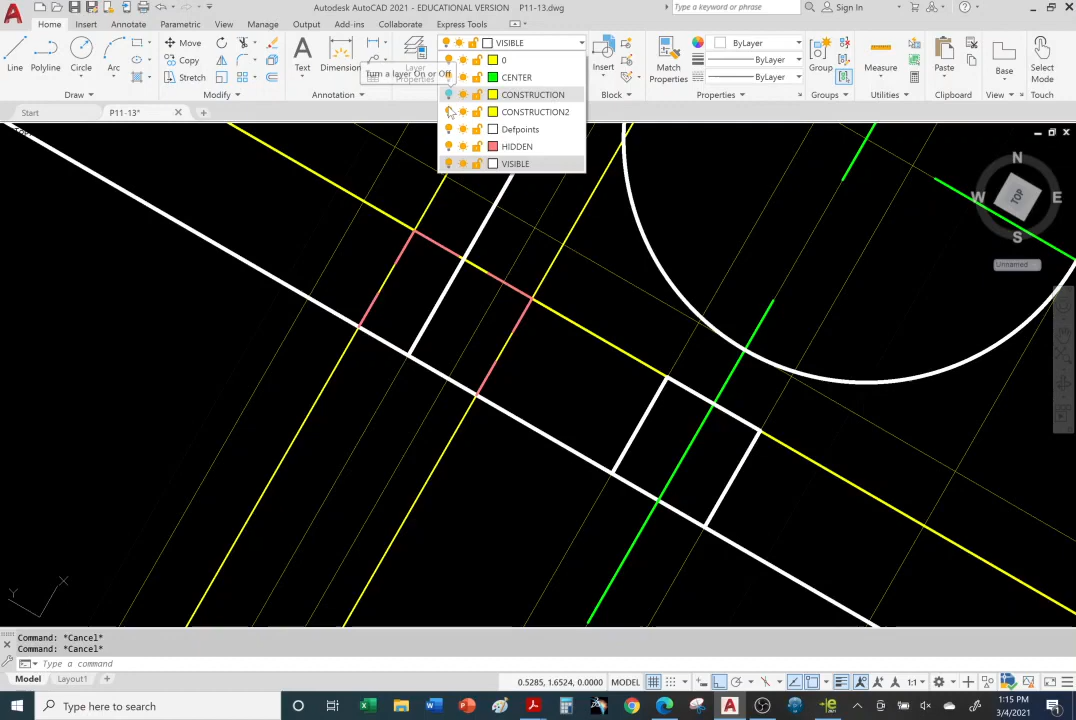 Autodesk AutoCAD 2021 - EDUCATIONAL VERSION    P11-13.dwg
Type a keyword or phrase
Sign In
Home Insert Annotate Parametric View Manage Output Add-ins Collaborate Express Tools
Line Polyline Circle Arc
Move
Copy
Stretch
Text Dimension
Layer
Properties
Turn a layer On or Off
VISIBLE
0
CENTER
CONSTRUCTION
CONSTRUCTION2
Defpoints
HIDDEN
VISIBLE
Insert
Match
Properties
ByLayer
ByLayer
ByLayer
Group
Measure
Paste
Base
Select
Mode
Draw Modify Annotation Block Properties Groups Utilities Clipboard View Touch
Start P11-13*
N
W TOP E
S
Unnamed
Y X
Command: *Cancel*
Command: *Cancel*
Type a command
Model Layout1
0.5285, 1.6524, 0.0000 MODEL 1:1
Type here to search
1:15 PM
3/4/2021